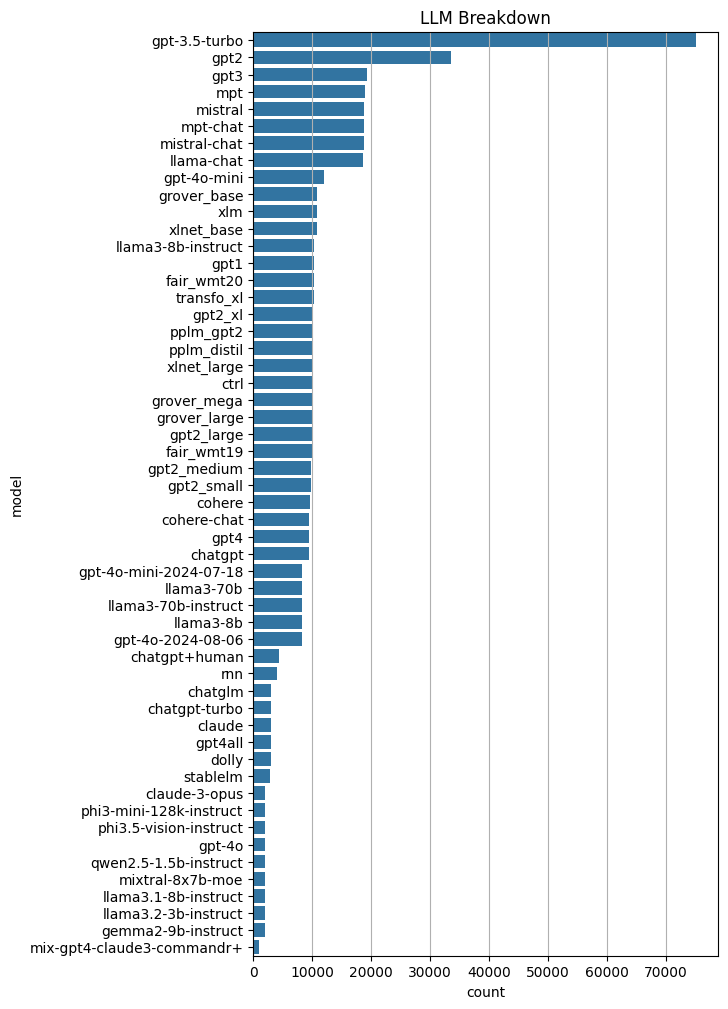 LLM Breakdown
gpt-3.5-turbo
gpt2
gpt3
mpt
mistral
mpt-chat
mistral-chat
llama-chat
gpt-4o-mini
grover_base
xlm
xlnet_base
llama3-8b-instruct
gpt1
fair_wmt20
transfo_xl
gpt2_xl
pplm_gpt2
pplm_distil
xlnet_large
ctrl
grover_mega
grover_large
gpt2_large
fair_wmt19
gpt2_medium
gpt2_small
cohere
cohere-chat
gpt4
chatgpt
gpt-4o-mini-2024-07-18
llama3-70b
llama3-70b-instruct
llama3-8b
gpt-4o-2024-08-06
chatgpt+human
rnn
chatglm
chatgpt-turbo
claude
gpt4all
dolly
stablelm
claude-3-opus
phi3-mini-128k-instruct
phi3.5-vision-instruct
gpt-4o
qwen2.5-1.5b-instruct
mixtral-8x7b-moe
llama3.1-8b-instruct
llama3.2-3b-instruct
gemma2-9b-instruct
mix-gpt4-claude3-commandr+
model
0 10000 20000 30000 40000 50000 60000 70000
count